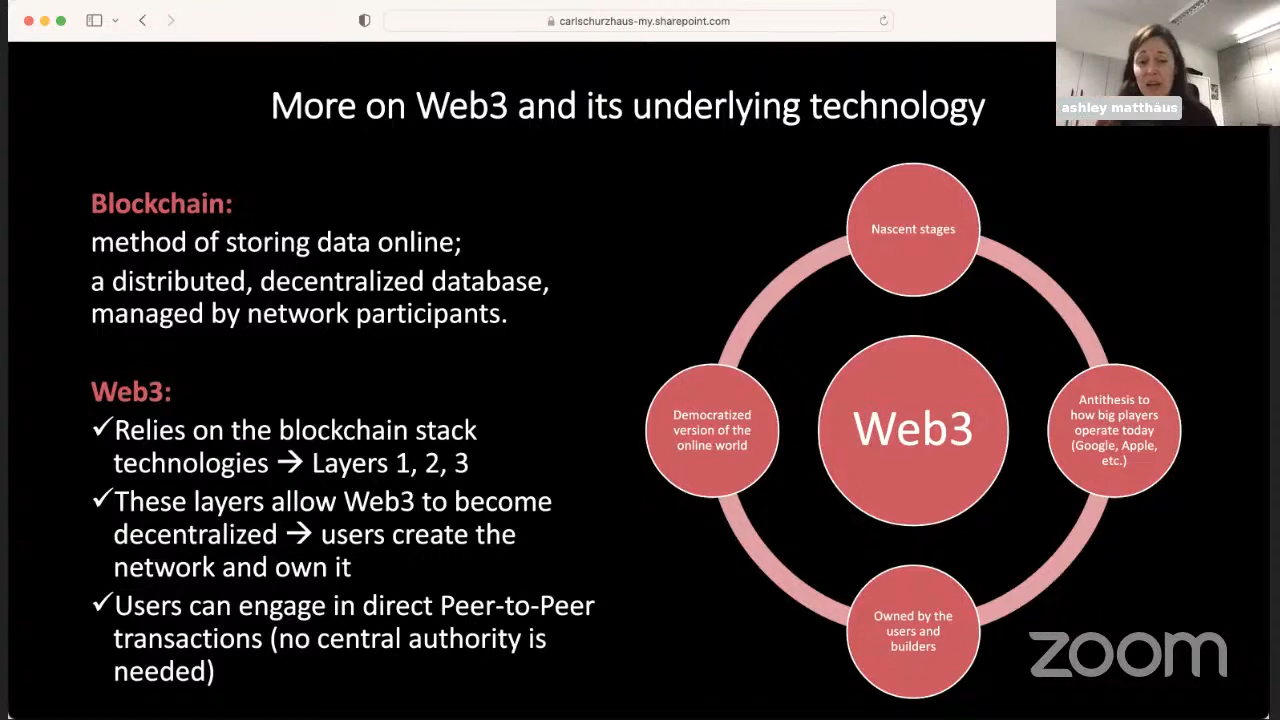 carlschurzhaus-my.sharepoint.com
ashley matthäus
More on Web3 and its underlying technology
Blockchain:
method of storing data online;
a distributed, decentralized database,
managed by network participants.
Web3:
✓Relies on the blockchain stack
technologies → Layers 1, 2, 3
✓These layers allow Web3 to become
decentralized → users create the
network and own it
✓Users can engage in direct Peer-to-Peer
transactions (no central authority is
needed)
Nascent stages
Democratized
version of the
online world
Web3
Antithesis to
how big players
operate today
(Google, Apple,
etc.)
Owned by the
users and
builders
zoom